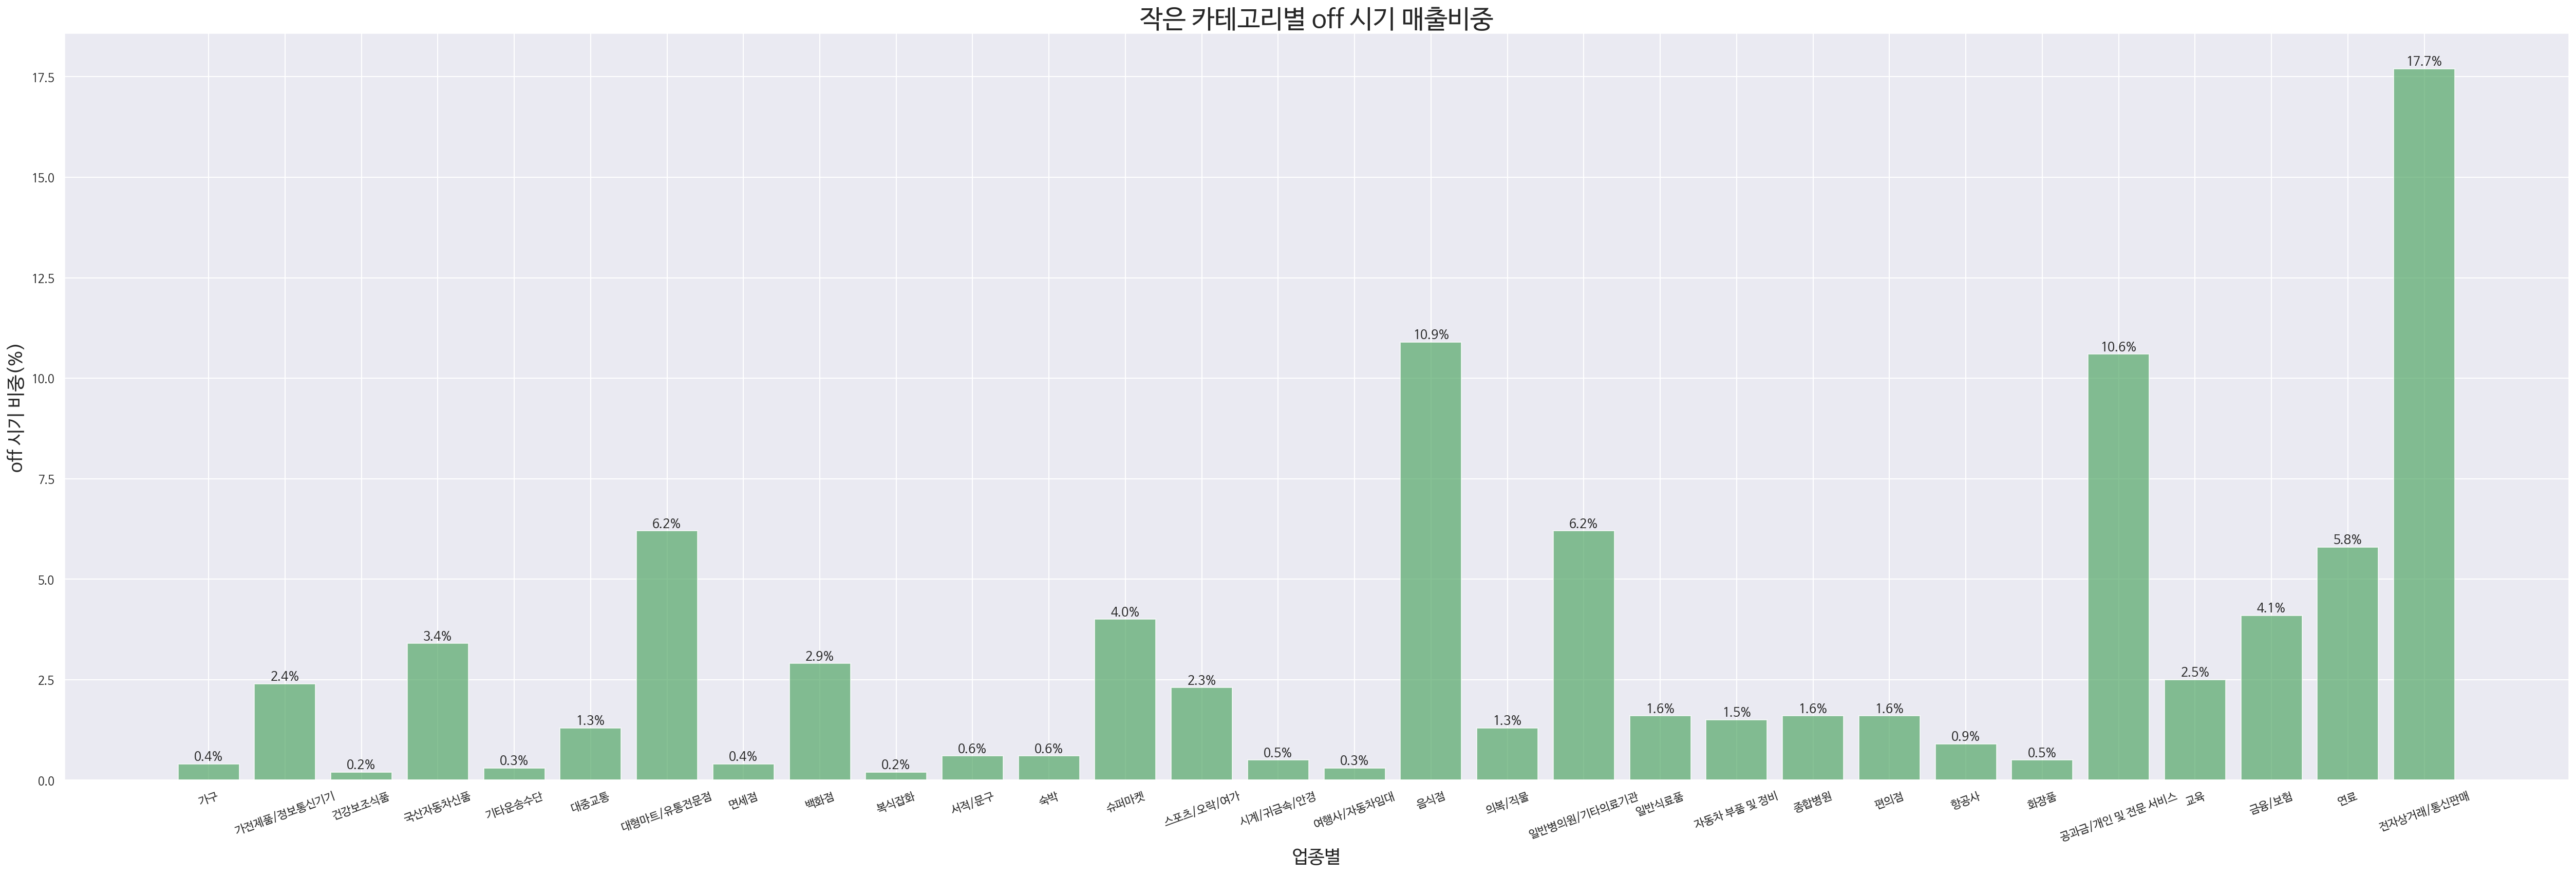 작은 카테고리별 off 시기 매출비중
off 시기 비중(%)
17.5
15.0
12.5
10.0
7.5
5.0
2.5
0.0
0.4%
2.4%
0.2%
3.4%
0.3%
1.3%
6.2%
0.4%
2.9%
0.2%
0.6%
0.6%
4.0%
2.3%
0.5%
0.3%
10.9%
1.3%
6.2%
1.6%
1.5%
1.6%
1.6%
0.9%
0.5%
10.6%
2.5%
4.1%
5.8%
17.7%
가구
가전제품/정보통신기기
건강보조식품
국산자동차신품
기타운송수단
대중교통
대형마트/유통전문점
면세점
백화점
복식잡화
서적/문구
숙박
슈퍼마켓
스포츠/오락/여가
시계/귀금속/안경
여행사/자동차임대
음식점
의복/직물
일반병의원/기타의료기관
일반식료품
자동차 부품 및 정비
종합병원
편의점
항공사
화장품
공과금/개인 및 전문 서비스
교육
금융/보험
연료
전자상거래/통신판매
업종별